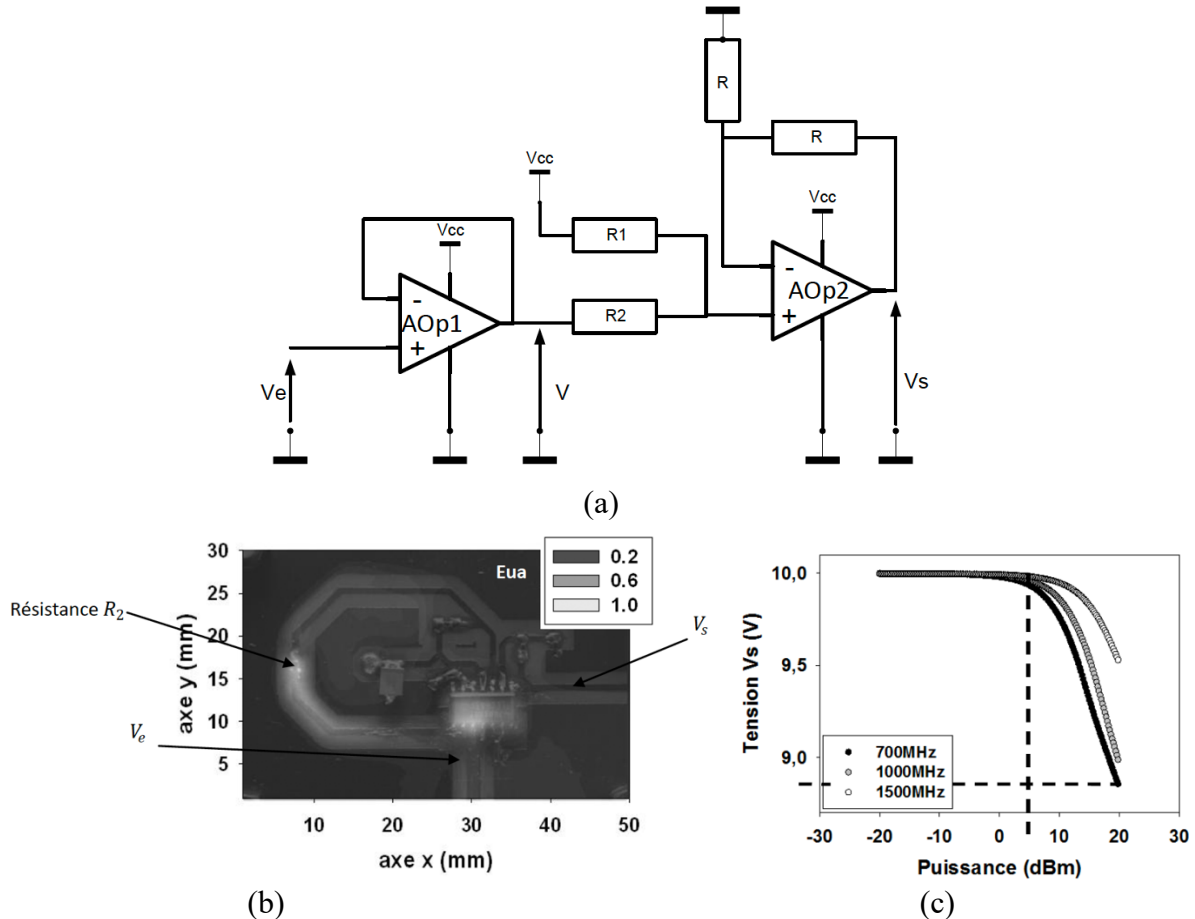 R
R
Vcc
Vcc
Vcc
R1
R2
-
AOp1
+
-
AOp2
+
Ve
V
Vs
(a)
30
25
20
15
10
5
axe y (mm)
10 20 30 40 50
axe x (mm)
Eua
0.2
0.6
1.0
Résistance R2
Ve
Vs
(b)
10,0
9,5
9,0
Tension Vs (V)
700MHz
1000MHz
1500MHz
-30 -20 -10 0 10 20 30
Puissance (dBm)
(c)